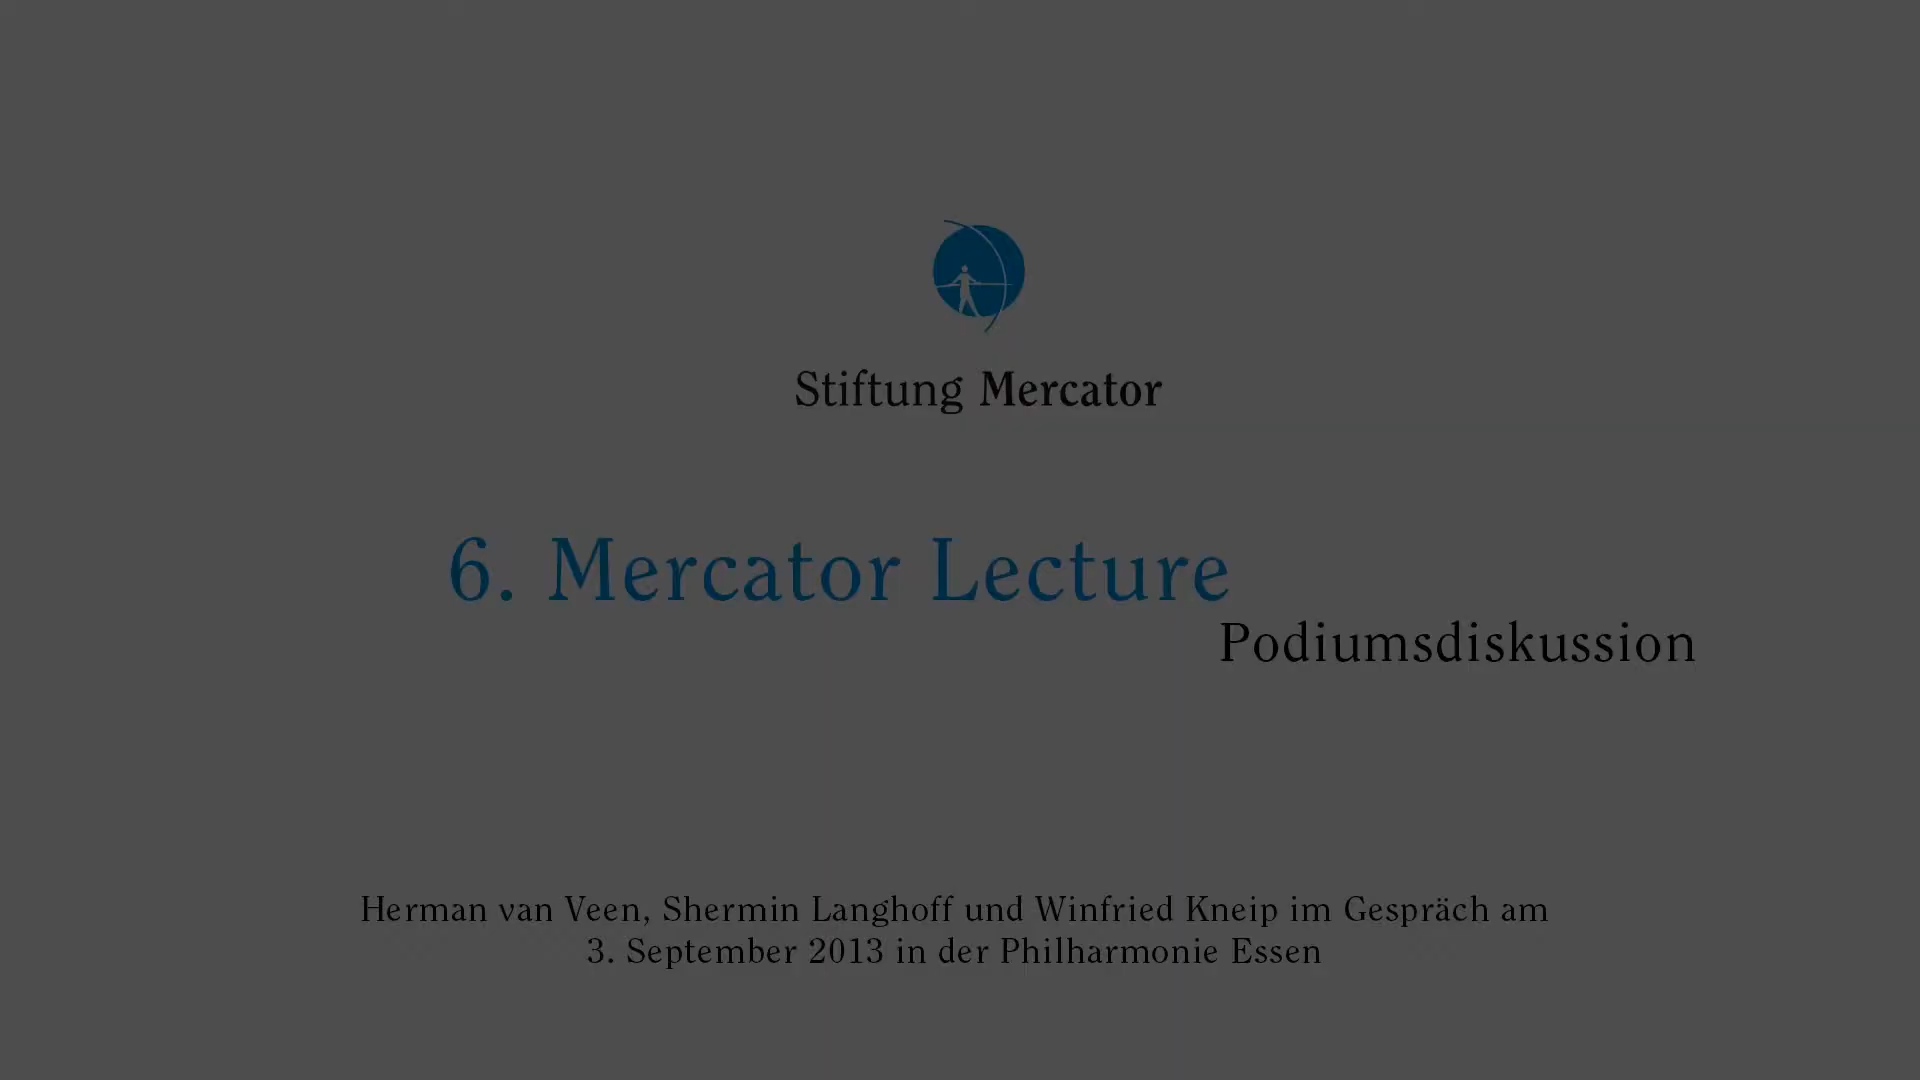 Stiftung Mercator
6. Mercator Lecture
Podiumsdiskussion
Herman van Veen, Shermin Langhoff und Winfried Kneip im Gespräch am
3. September 2013 in der Philharmonie Essen